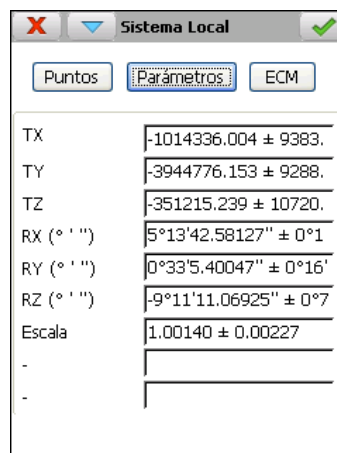 Sistema Local
Puntos Parámetros ECM
TX -1014336.004 ± 9383.
TY -3944776.153 ± 9288.
TZ -351215.239 ± 10720.
RX (° ' ") 5°13'42.58127" ± 0°1
RY (° ' ") 0°33'5.40047" ± 0°16'
RZ (° ' ") -9°11'11.06925" ± 0°7
Escala 1.00140 ± 0.00227
-
-